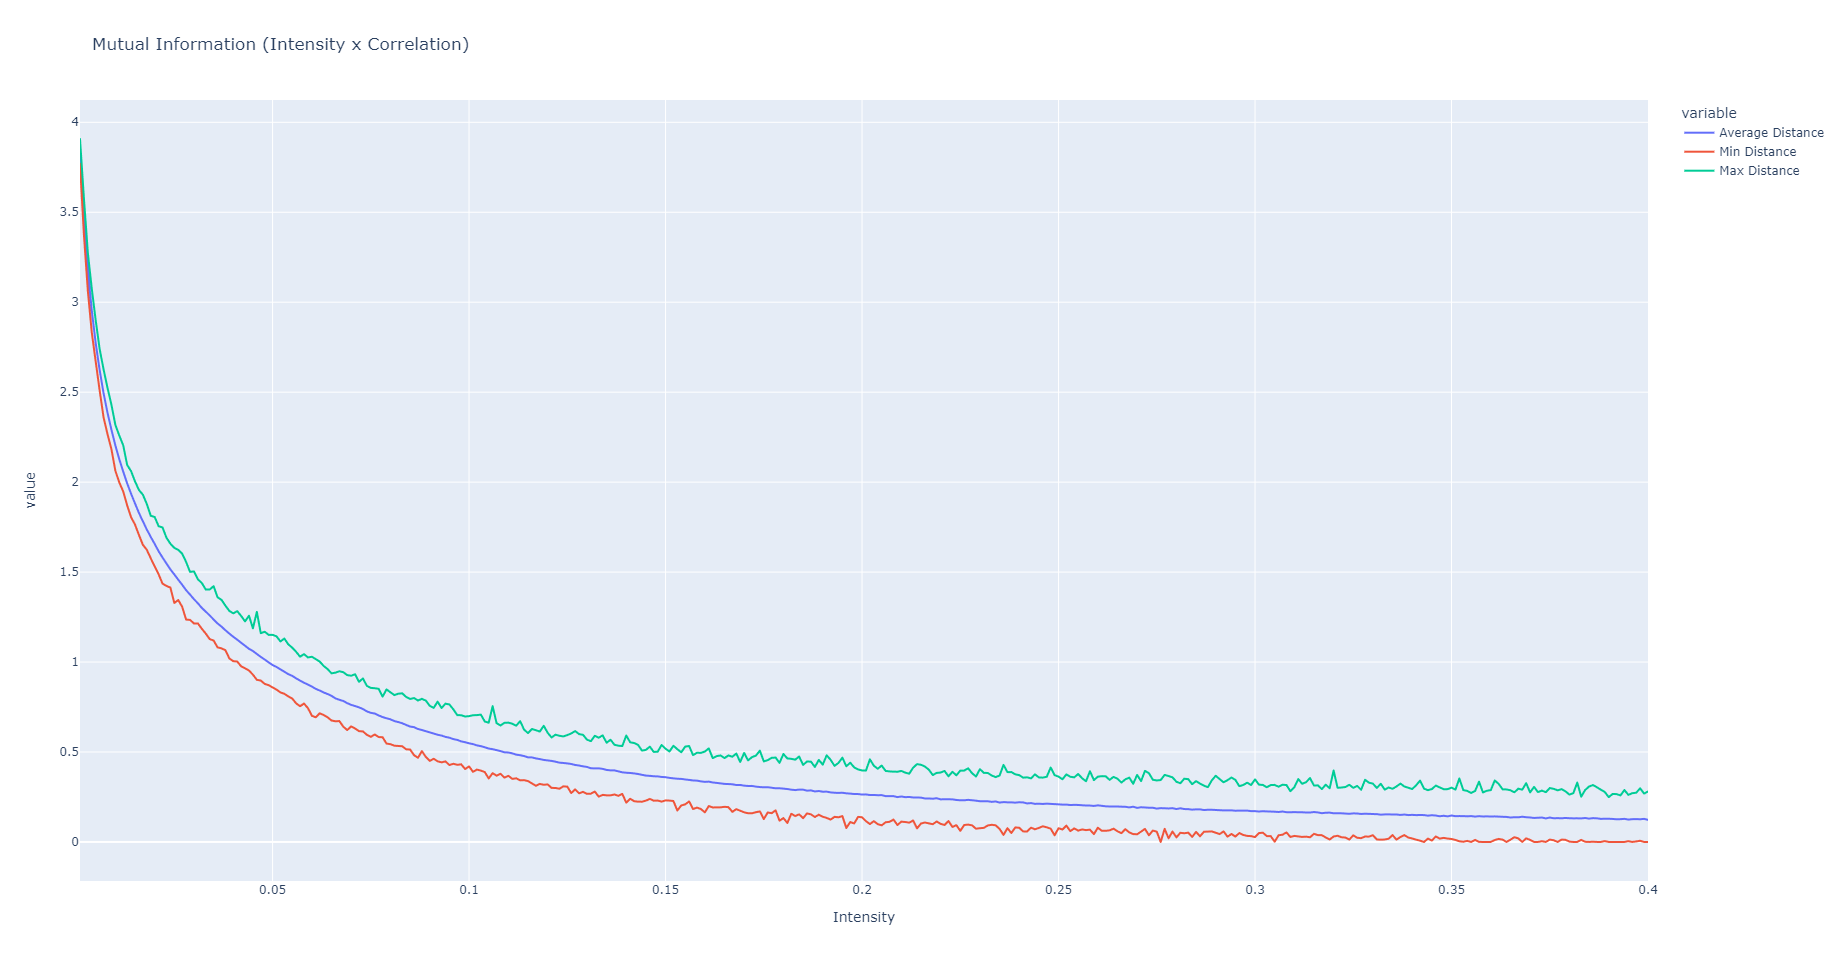 Mutual Information (Intensity x Correlation)
variable
Average Distance
Min Distance
Max Distance
4
3.5
3
2.5
2
1.5
1
0.5
0
value
0.05 0.1 0.15 0.2 0.25 0.3 0.35 0.4
Intensity